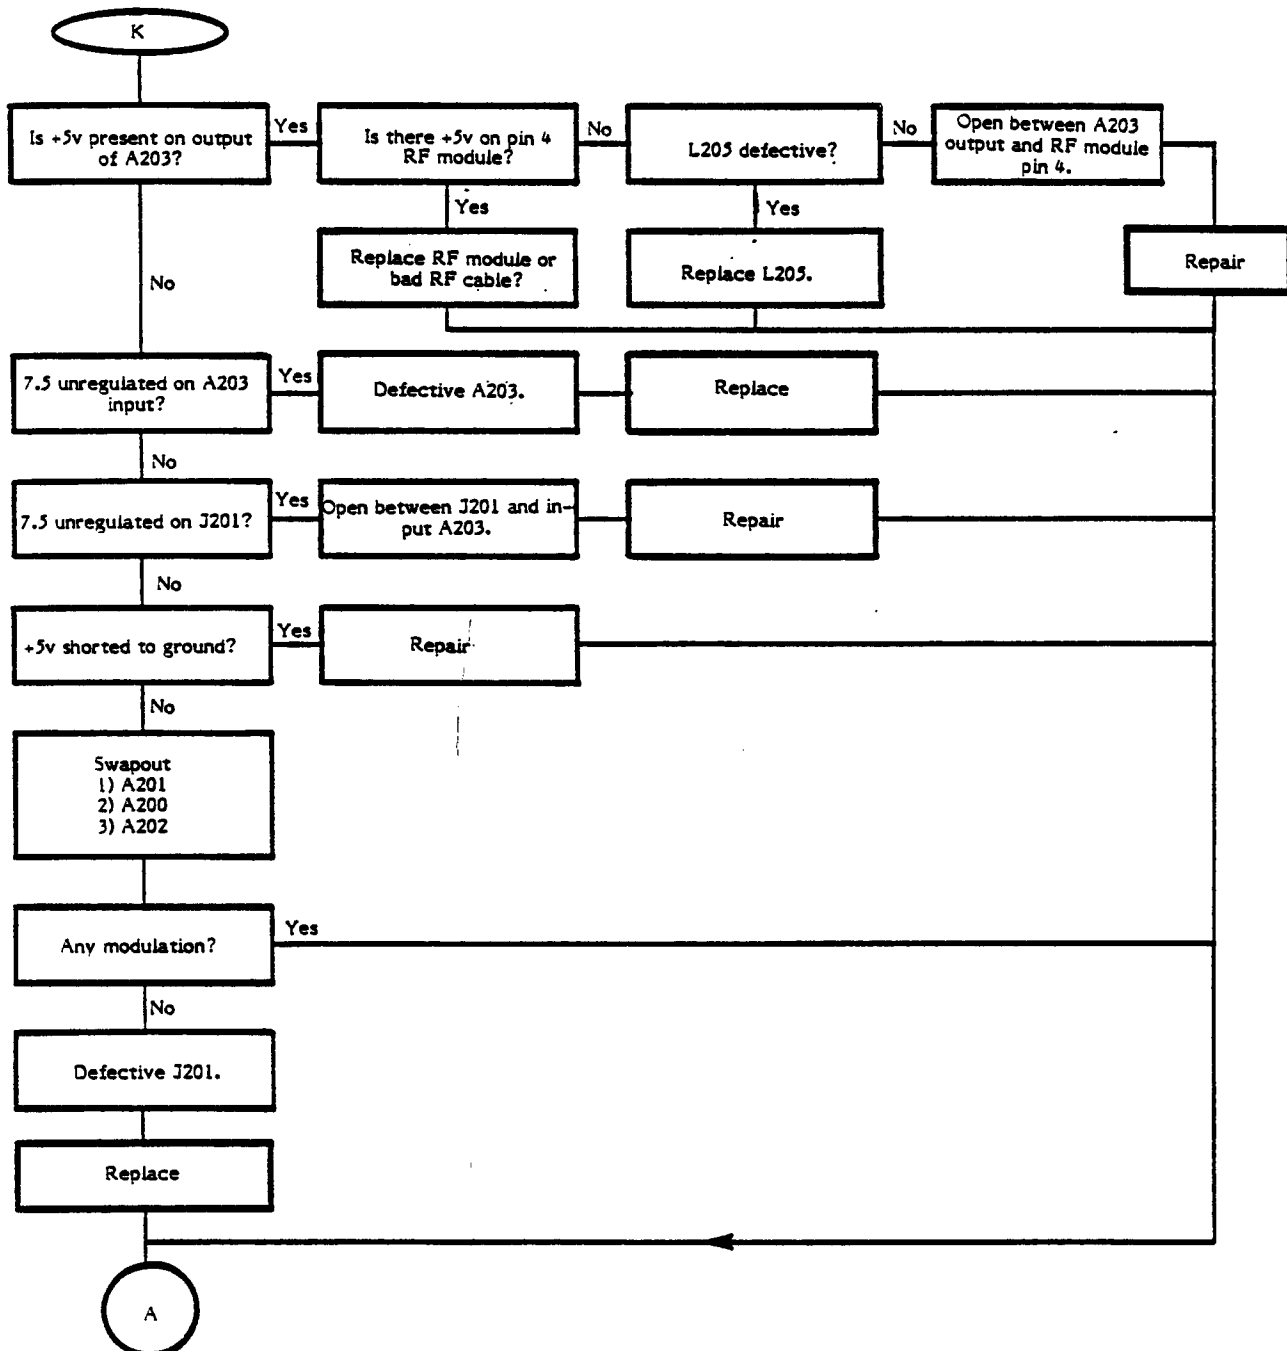 K
Is +5v present on output
of A203?
Yes
Is there +5v on pin 4
RF module?
No
L205 defective?
No
Open between A203
output and RF module
pin 4.
Yes
Yes
Replace RF module or
bad RF cable?
Replace L205.
Repair
No
7.5 unregulated on A203
input?
Yes
Defective A203.
Replace
No
7.5 unregulated on J201?
Yes
Open between J201 and in-
put A203.
Repair
No
+5v shorted to ground?
Yes
Repair
No
Swapout
1) A201
2) A200
3) A202
Any modulation?
Yes
No
Defective J201.
Replace
A